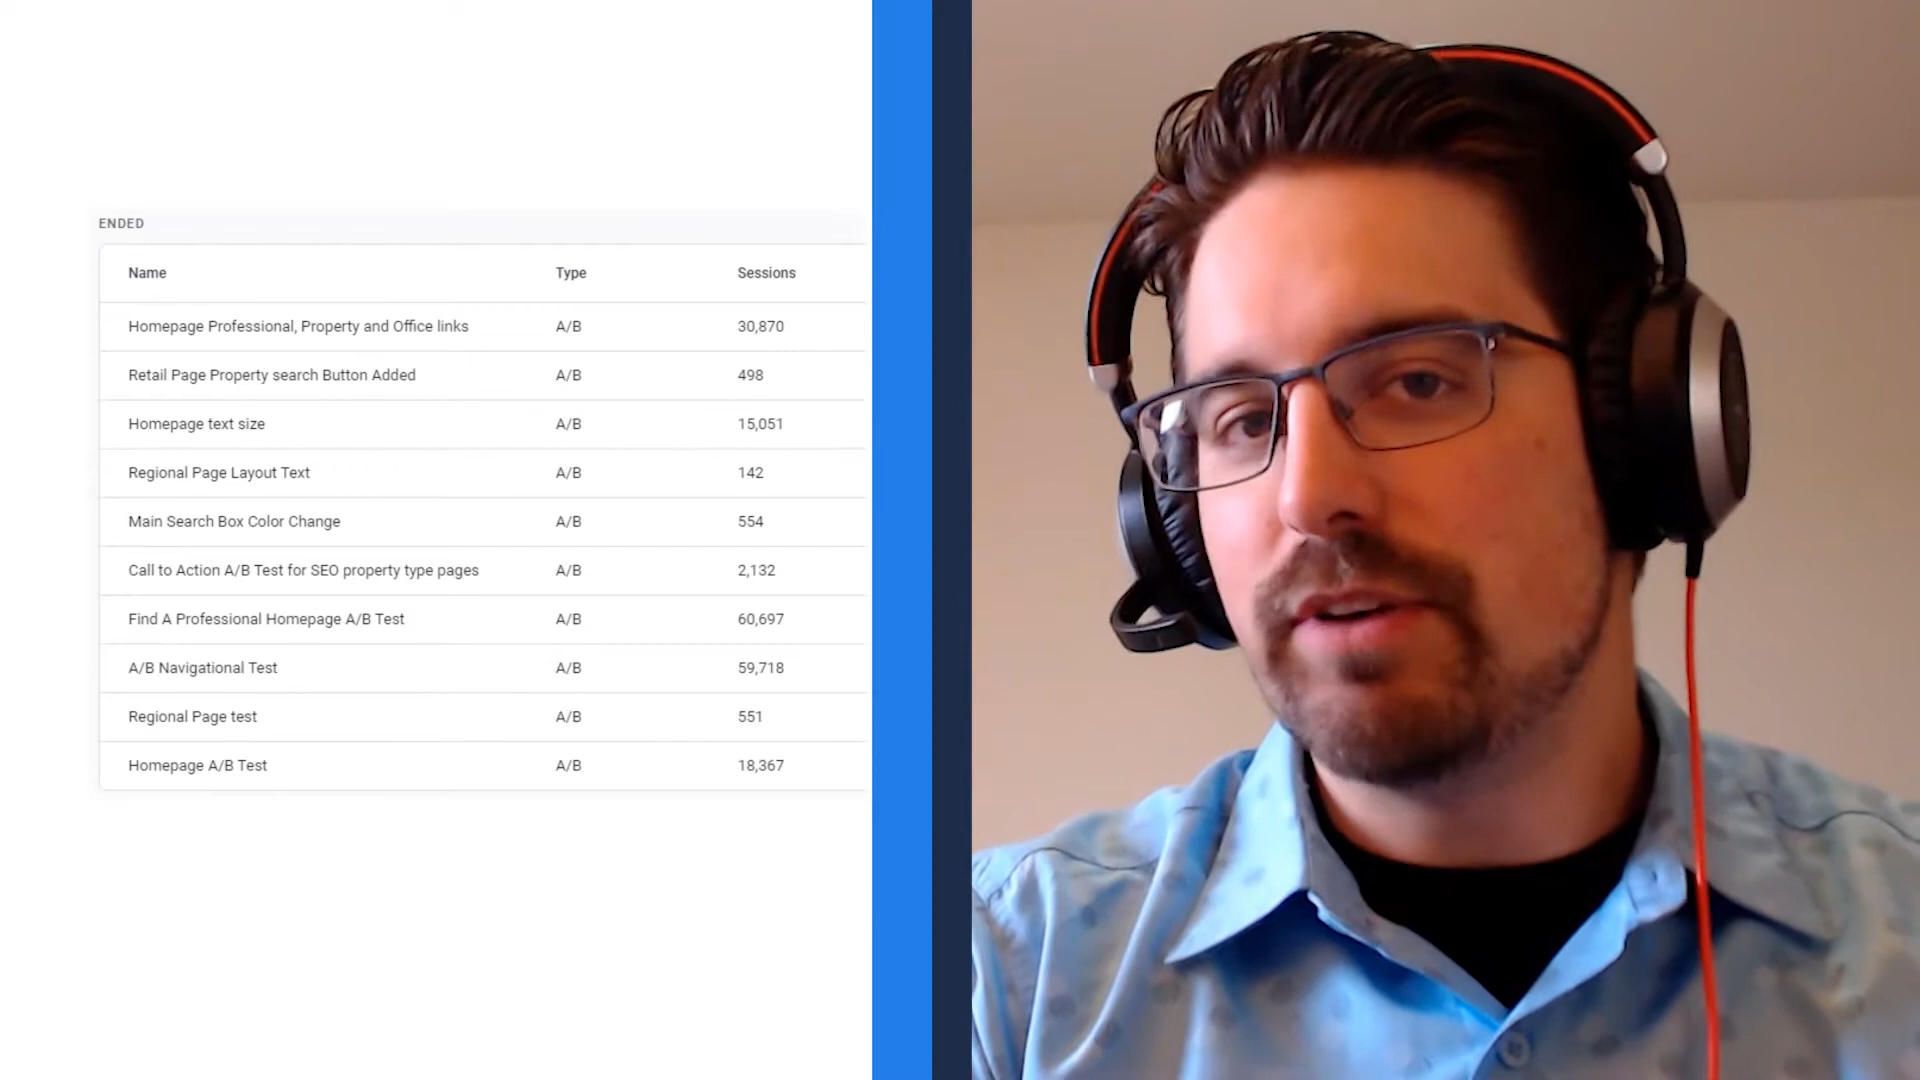 ENDED
Name Type Sessions
Homepage Professional, Property and Office links A/B 30,870
Retail Page Property search Button Added A/B 498
Homepage text size A/B 15,051
Regional Page Layout Text A/B 142
Main Search Box Color Change A/B 554
Call to Action A/B Test for SEO property type pages A/B 2,132
Find A Professional Homepage A/B Test A/B 60,697
A/B Navigational Test A/B 59,718
Regional Page test A/B 551
Homepage A/B Test A/B 18,367